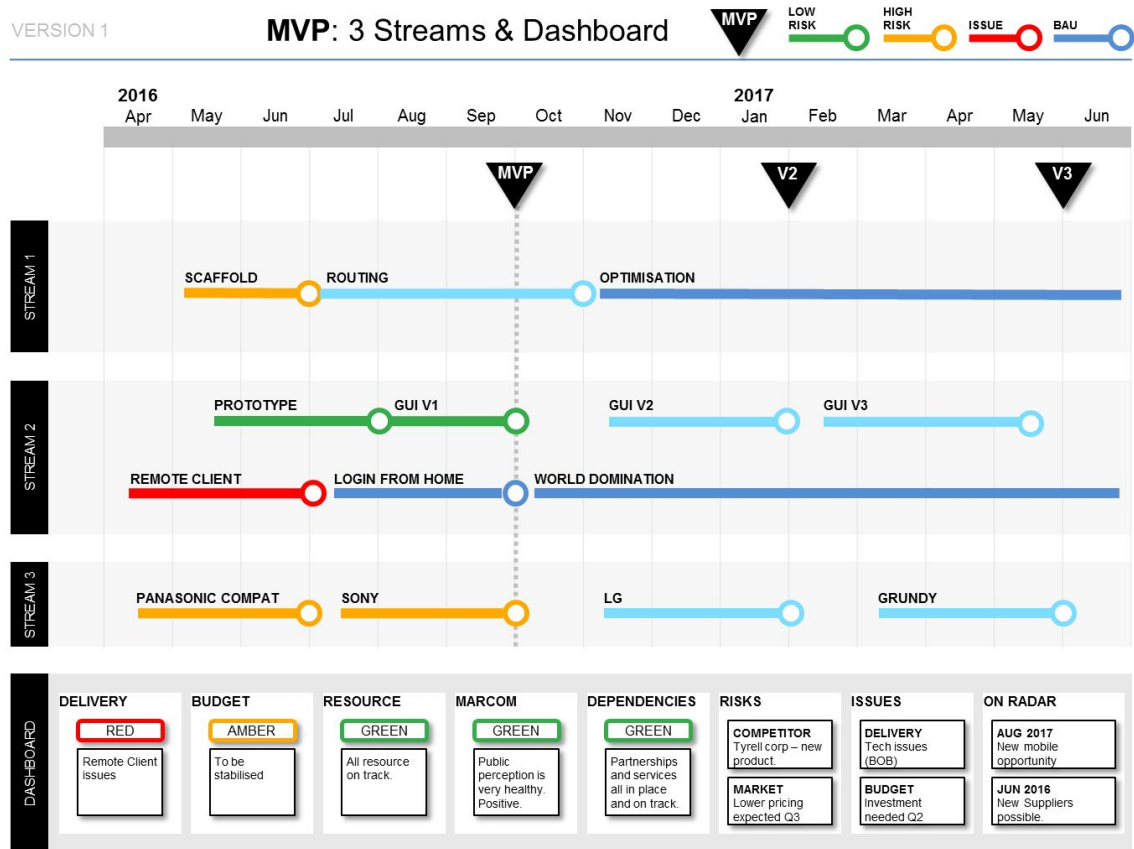 VERSION 1
MVP: 3 Streams & Dashboard
MVP
LOW
RISK
HIGH
RISK
ISSUE
BAU
2016
2017
Apr May Jun Jul Aug Sep Oct Nov Dec Jan Feb Mar Apr May Jun
MVP
V2
V3
STREAM 1
SCAFFOLD
ROUTING
OPTIMISATION
STREAM 2
PROTOTYPE
GUI V1
GUI V2
GUI V3
REMOTE CLIENT
LOGIN FROM HOME
WORLD DOMINATION
STREAM 3
PANASONIC COMPAT
SONY
LG
GRUNDY
DASHBOARD
DELIVERY
RED
Remote Client
issues
BUDGET
AMBER
To be
stabilised
RESOURCE
GREEN
All resource
on track.
MARCOM
GREEN
Public
perception is
very healthy.
Positive.
DEPENDENCIES
GREEN
Partnerships
and services
all in place
and on track.
RISKS
COMPETITOR
Tyrell corp – new
product.
MARKET
Lower pricing
expected Q3
ISSUES
DELIVERY
Tech issues
(BOB)
BUDGET
Investment
needed Q2
ON RADAR
AUG 2017
New mobile
opportunity
JUN 2016
New Suppliers
possible.